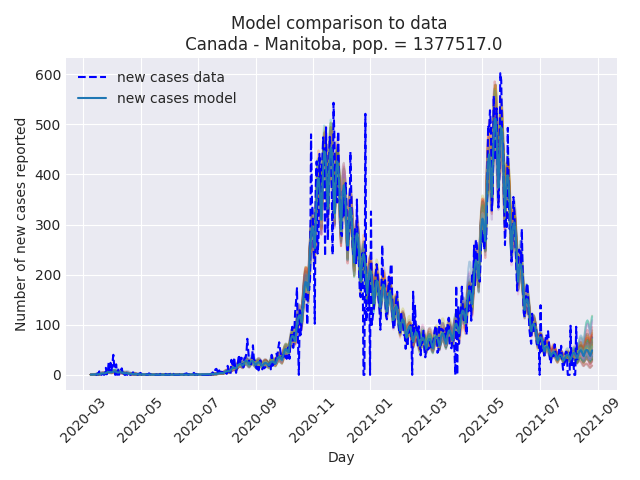 Model comparison to data
Canada - Manitoba, pop. = 1377517.0
new cases data
new cases model
Number of new cases reported
600
500
400
300
200
100
0
2020-03
2020-05
2020-07
2020-09
2020-11
2021-01
2021-03
2021-05
2021-07
2021-09
Day